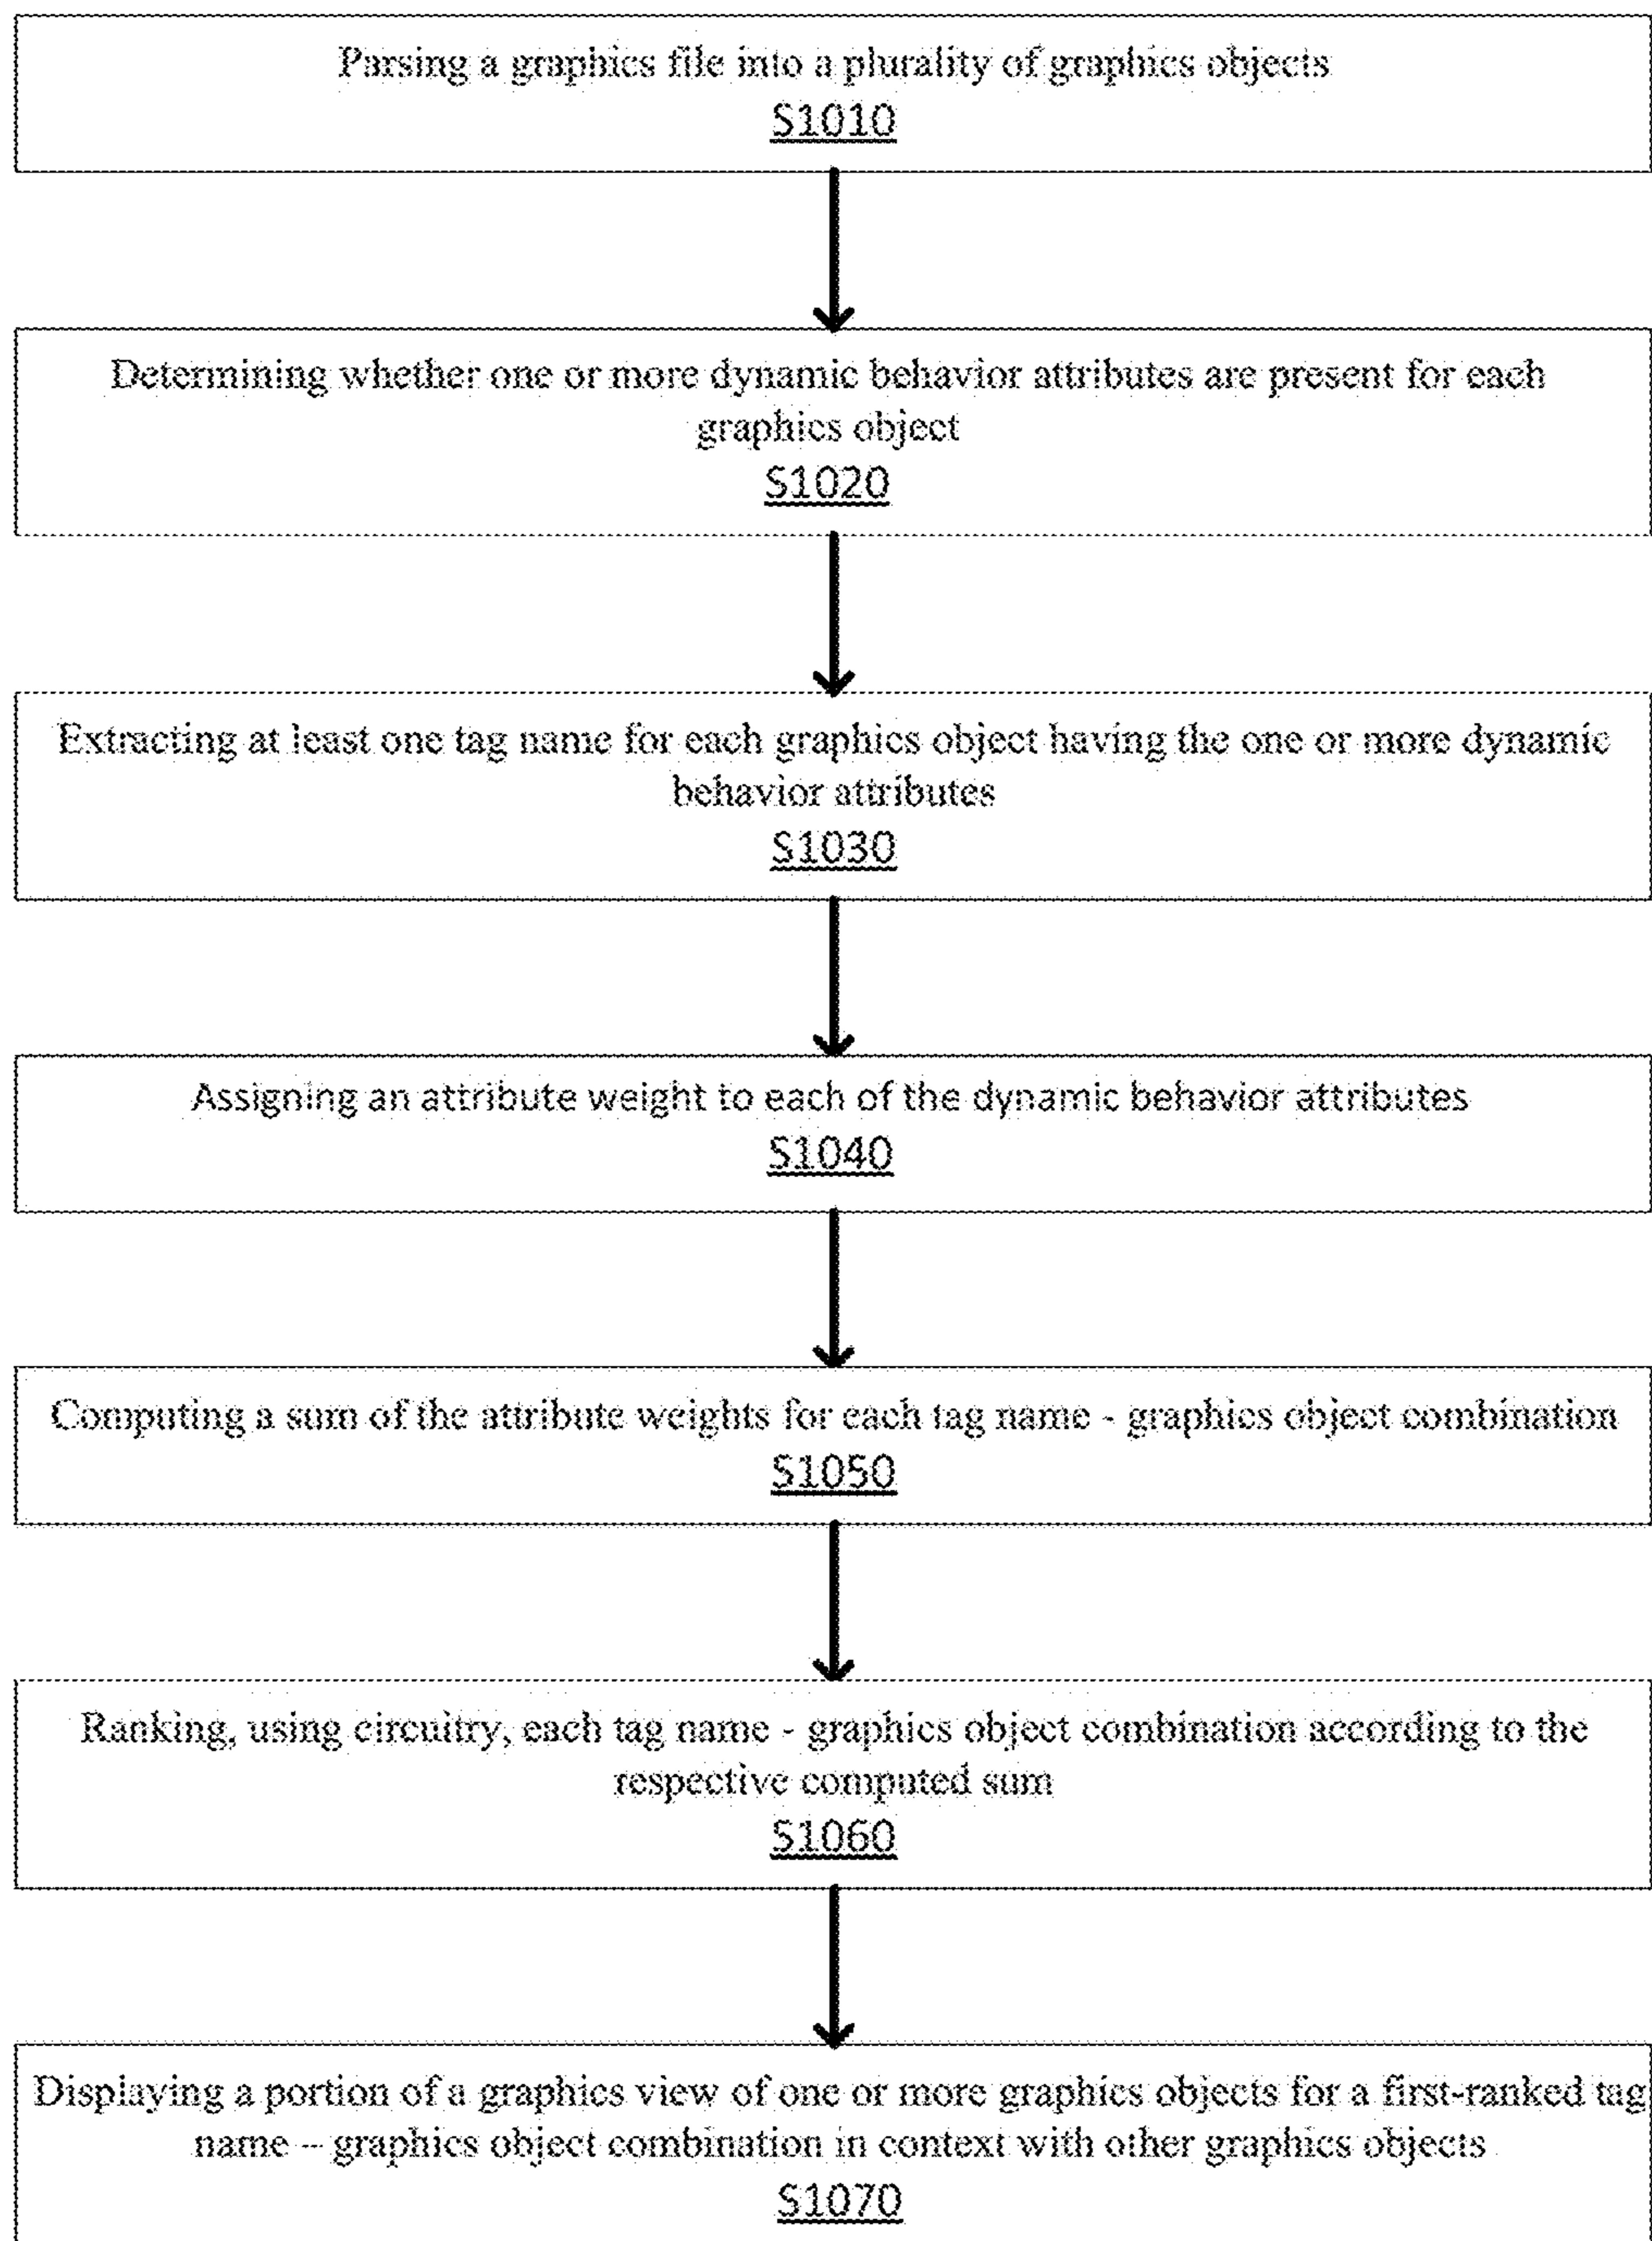 Parsing a graphics file into a plurality of graphics objects
S1010
Determining whether one or more dynamic behavior attributes are present for each
graphics object
S1020
Extracting at least one tag name for each graphics object having the one or more dynamic
behavior attributes
S1030
Assigning an attribute weight to each of the dynamic behavior attributes
S1040
Computing a sum of the attribute weights for each tag name - graphics object combination
S1050
Ranking, using circuitry, each tag name - graphics object combination according to the
respective computed sum
S1060
Displaying a portion of a graphics view of one or more graphics objects for a first-ranked tag
name – graphics object combination in context with other graphics objects
S1070